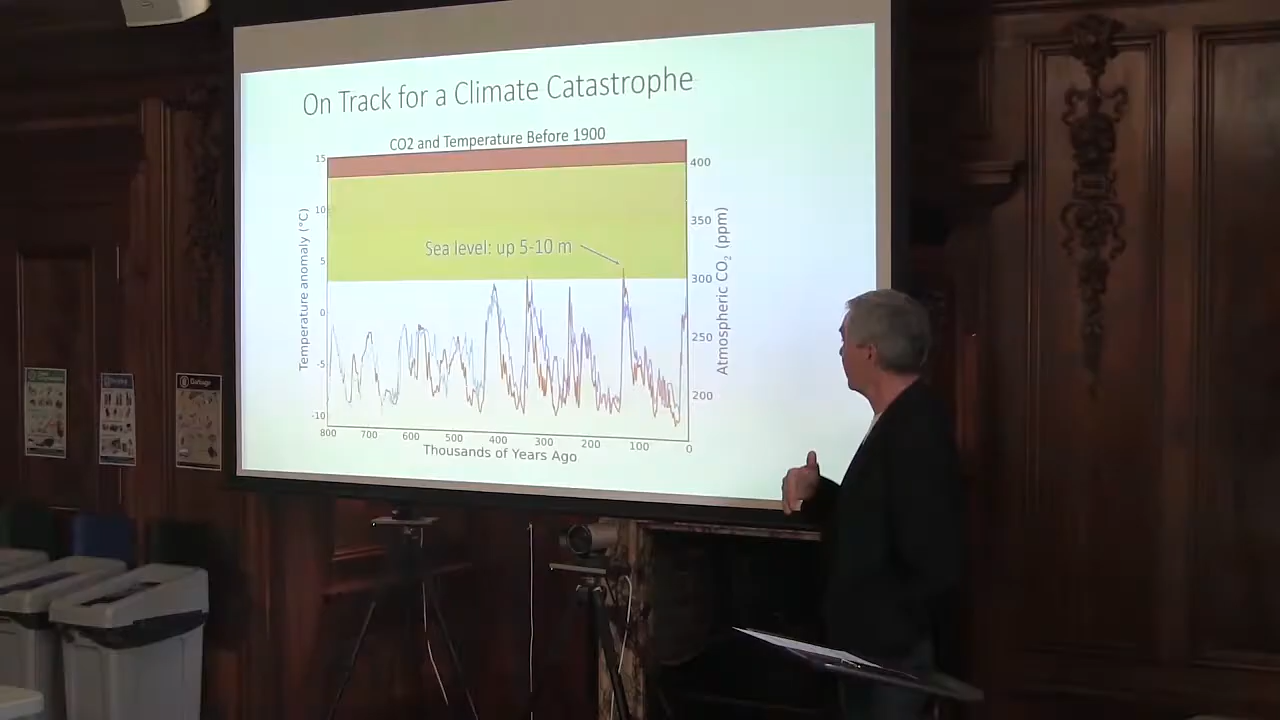 On Track for a Climate Catastrophe
CO2 and Temperature Before 1900
15
10
5
0
-5
-10
Temperature anomaly (°C)
Sea level: up 5-10 m
400
350
300
250
200
Atmospheric CO₂ (ppm)
800 700 600 500 400 300 200 100 0
Thousands of Years Ago
Garbage